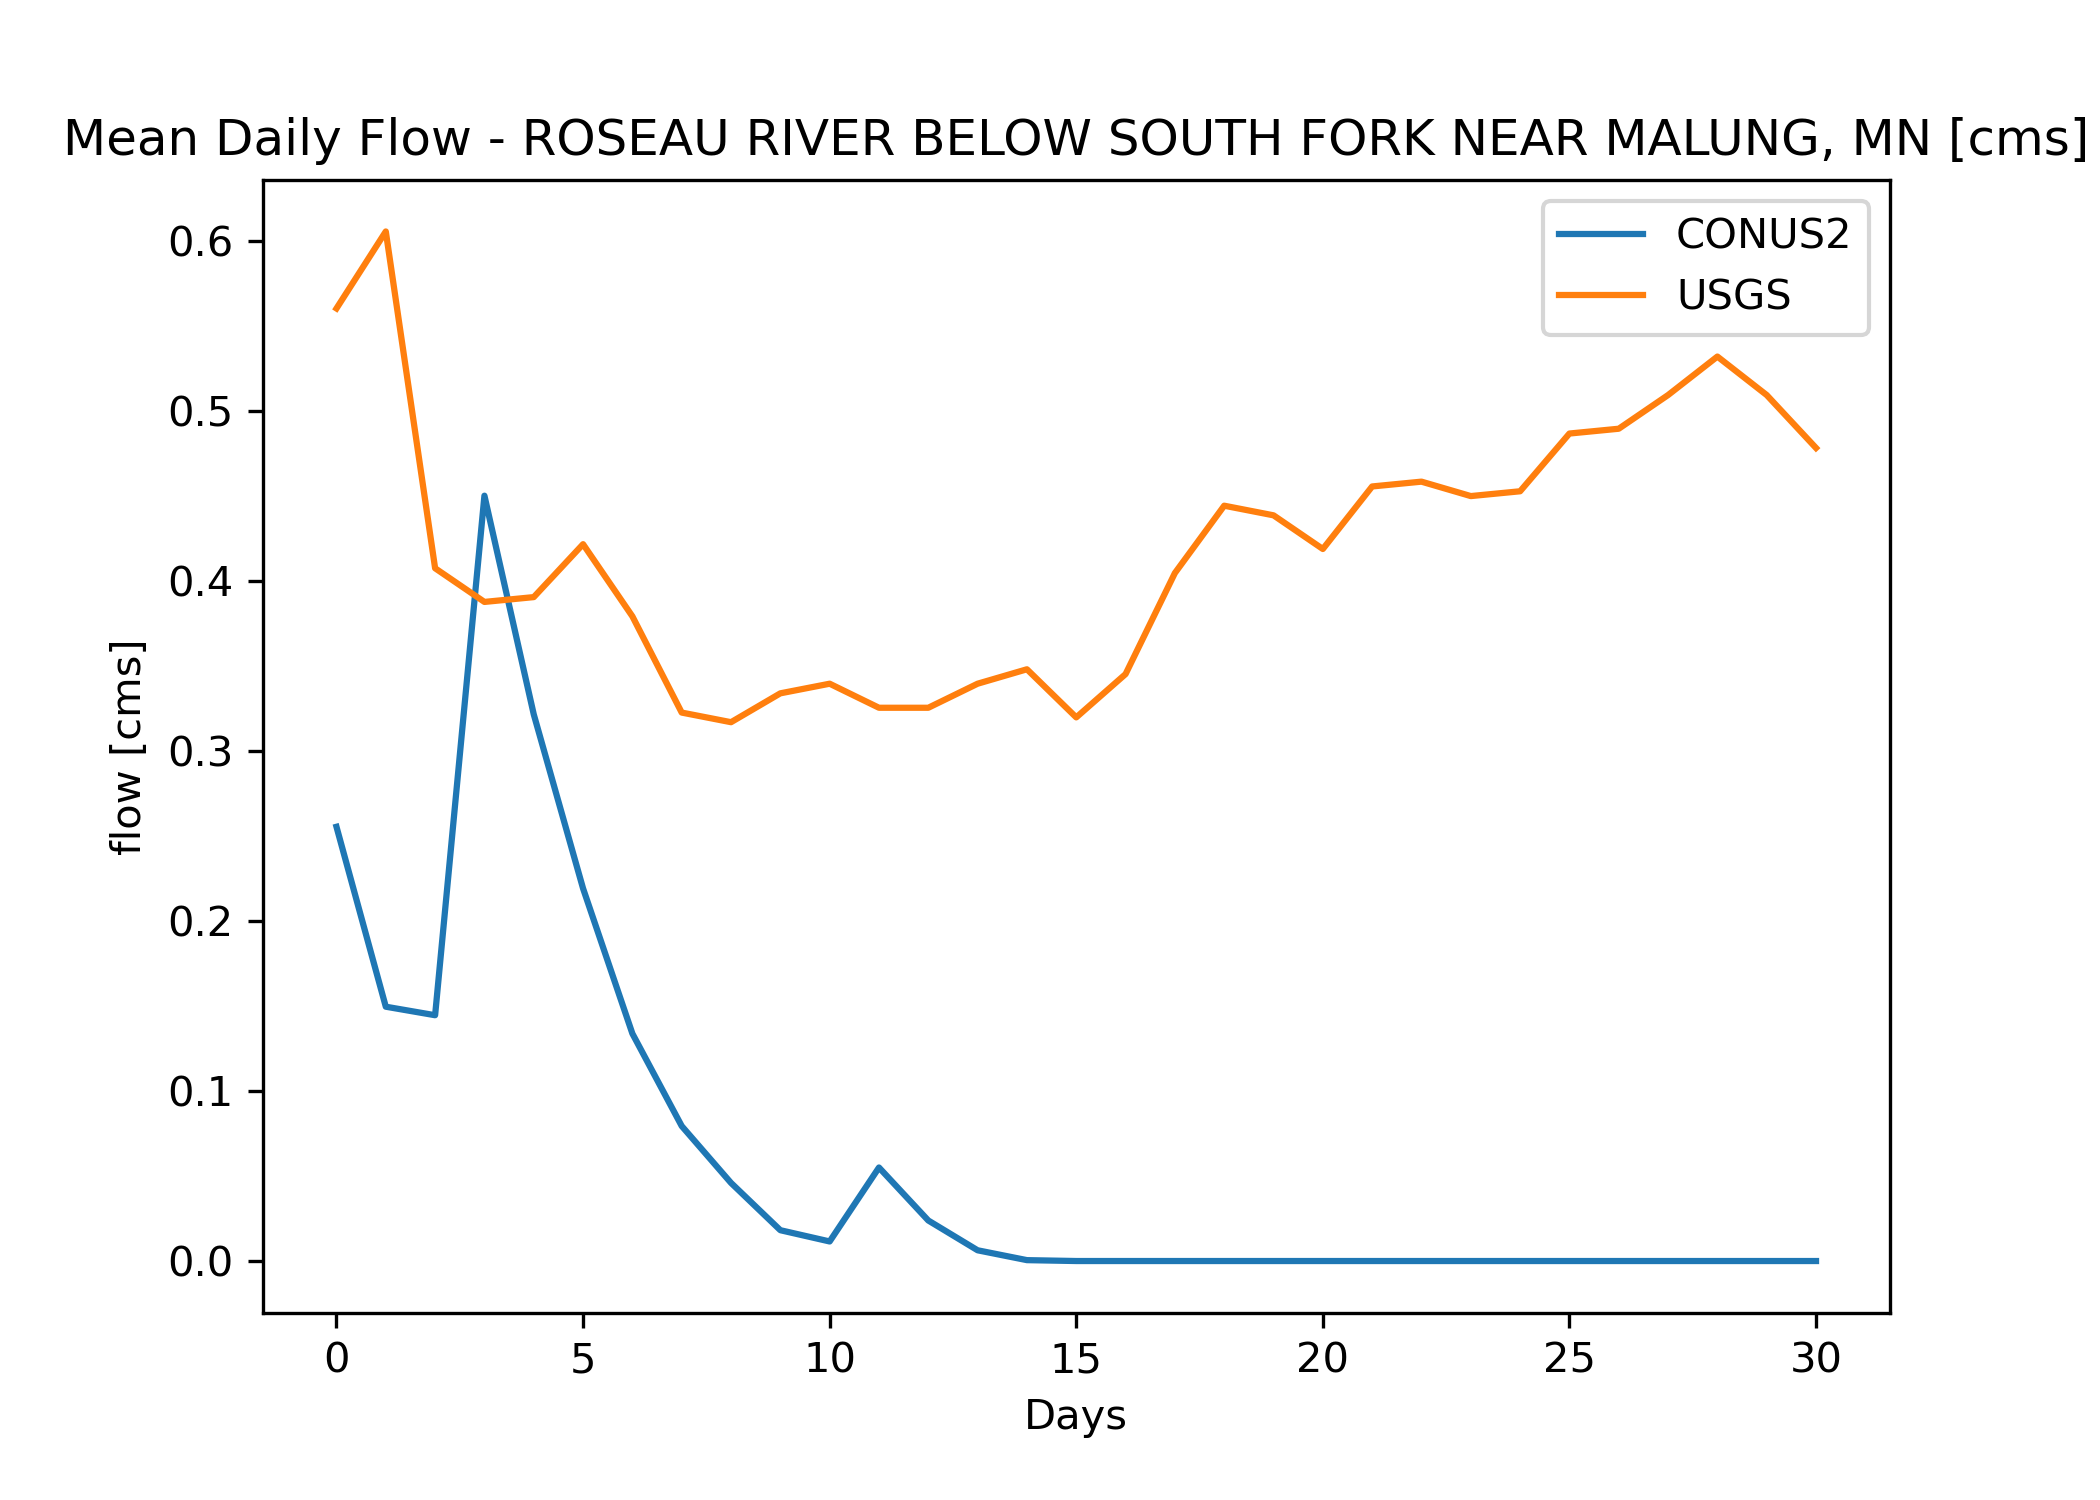 Mean Daily Flow - ROSEAU RIVER BELOW SOUTH FORK NEAR MALUNG, MN [cms]
CONUS2
USGS
0.6
0.5
0.4
0.3
0.2
0.1
0.0
flow [cms]
0 5 10 15 20 25 30
Days